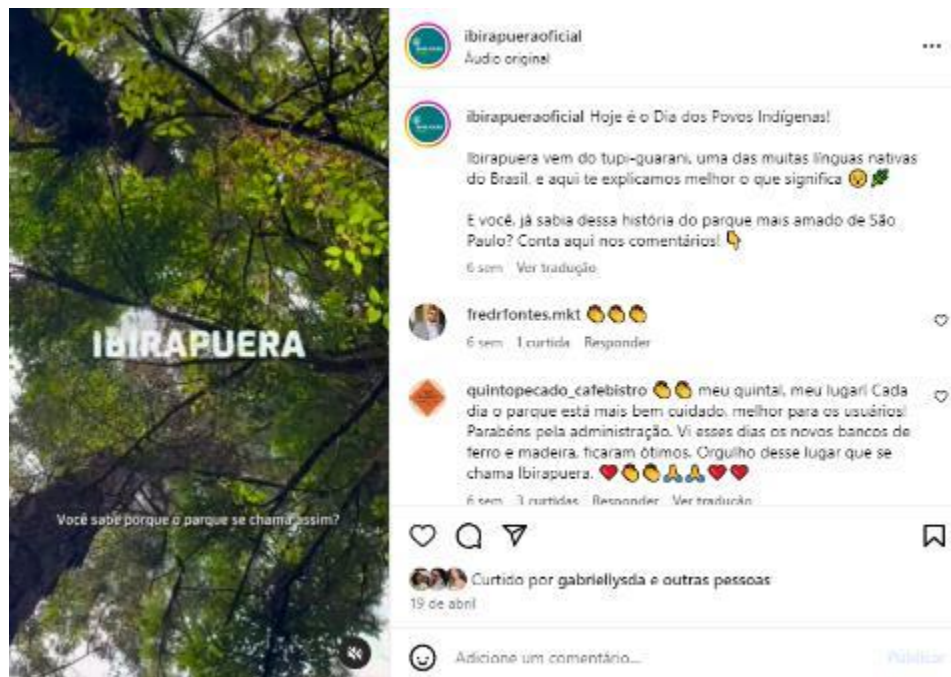 IBIRAPUERA
Você sabe porque o parque se chama assim?
ibirapueraoficial
Áudio original
ibirapueraoficial Hoje é o Dia dos Povos Indígenas!
Ibirapuera vem do tupi-guarani, uma das muitas línguas nativas
do Brasil, e aqui te explicamos melhor o que significa 😉 🌿
E você, já sabia dessa história do parque mais amado de São
Paulo? Conta aqui nos comentários! 👇
6 sem Ver tradução
fredrfontes.mkt 👏👏👏
6 sem 1 curtida Responder
quintopecado_cafebistro 👏👏 meu quintal, meu lugar! Cada
dia o parque está mais bem cuidado, melhor para os usuários!
Parabéns pela administração. Vi esses dias os novos bancos de
ferro e madeira, ficaram ótimos. Orgulho desse lugar que se
chama Ibirapuera. ❤️👏👏🙏🙏❤️❤️
6 sem 3 curtidas Responder Ver tradução
Curtido por gabriellysda e outras pessoas
19 de abril
Adicione um comentário...
Publicar